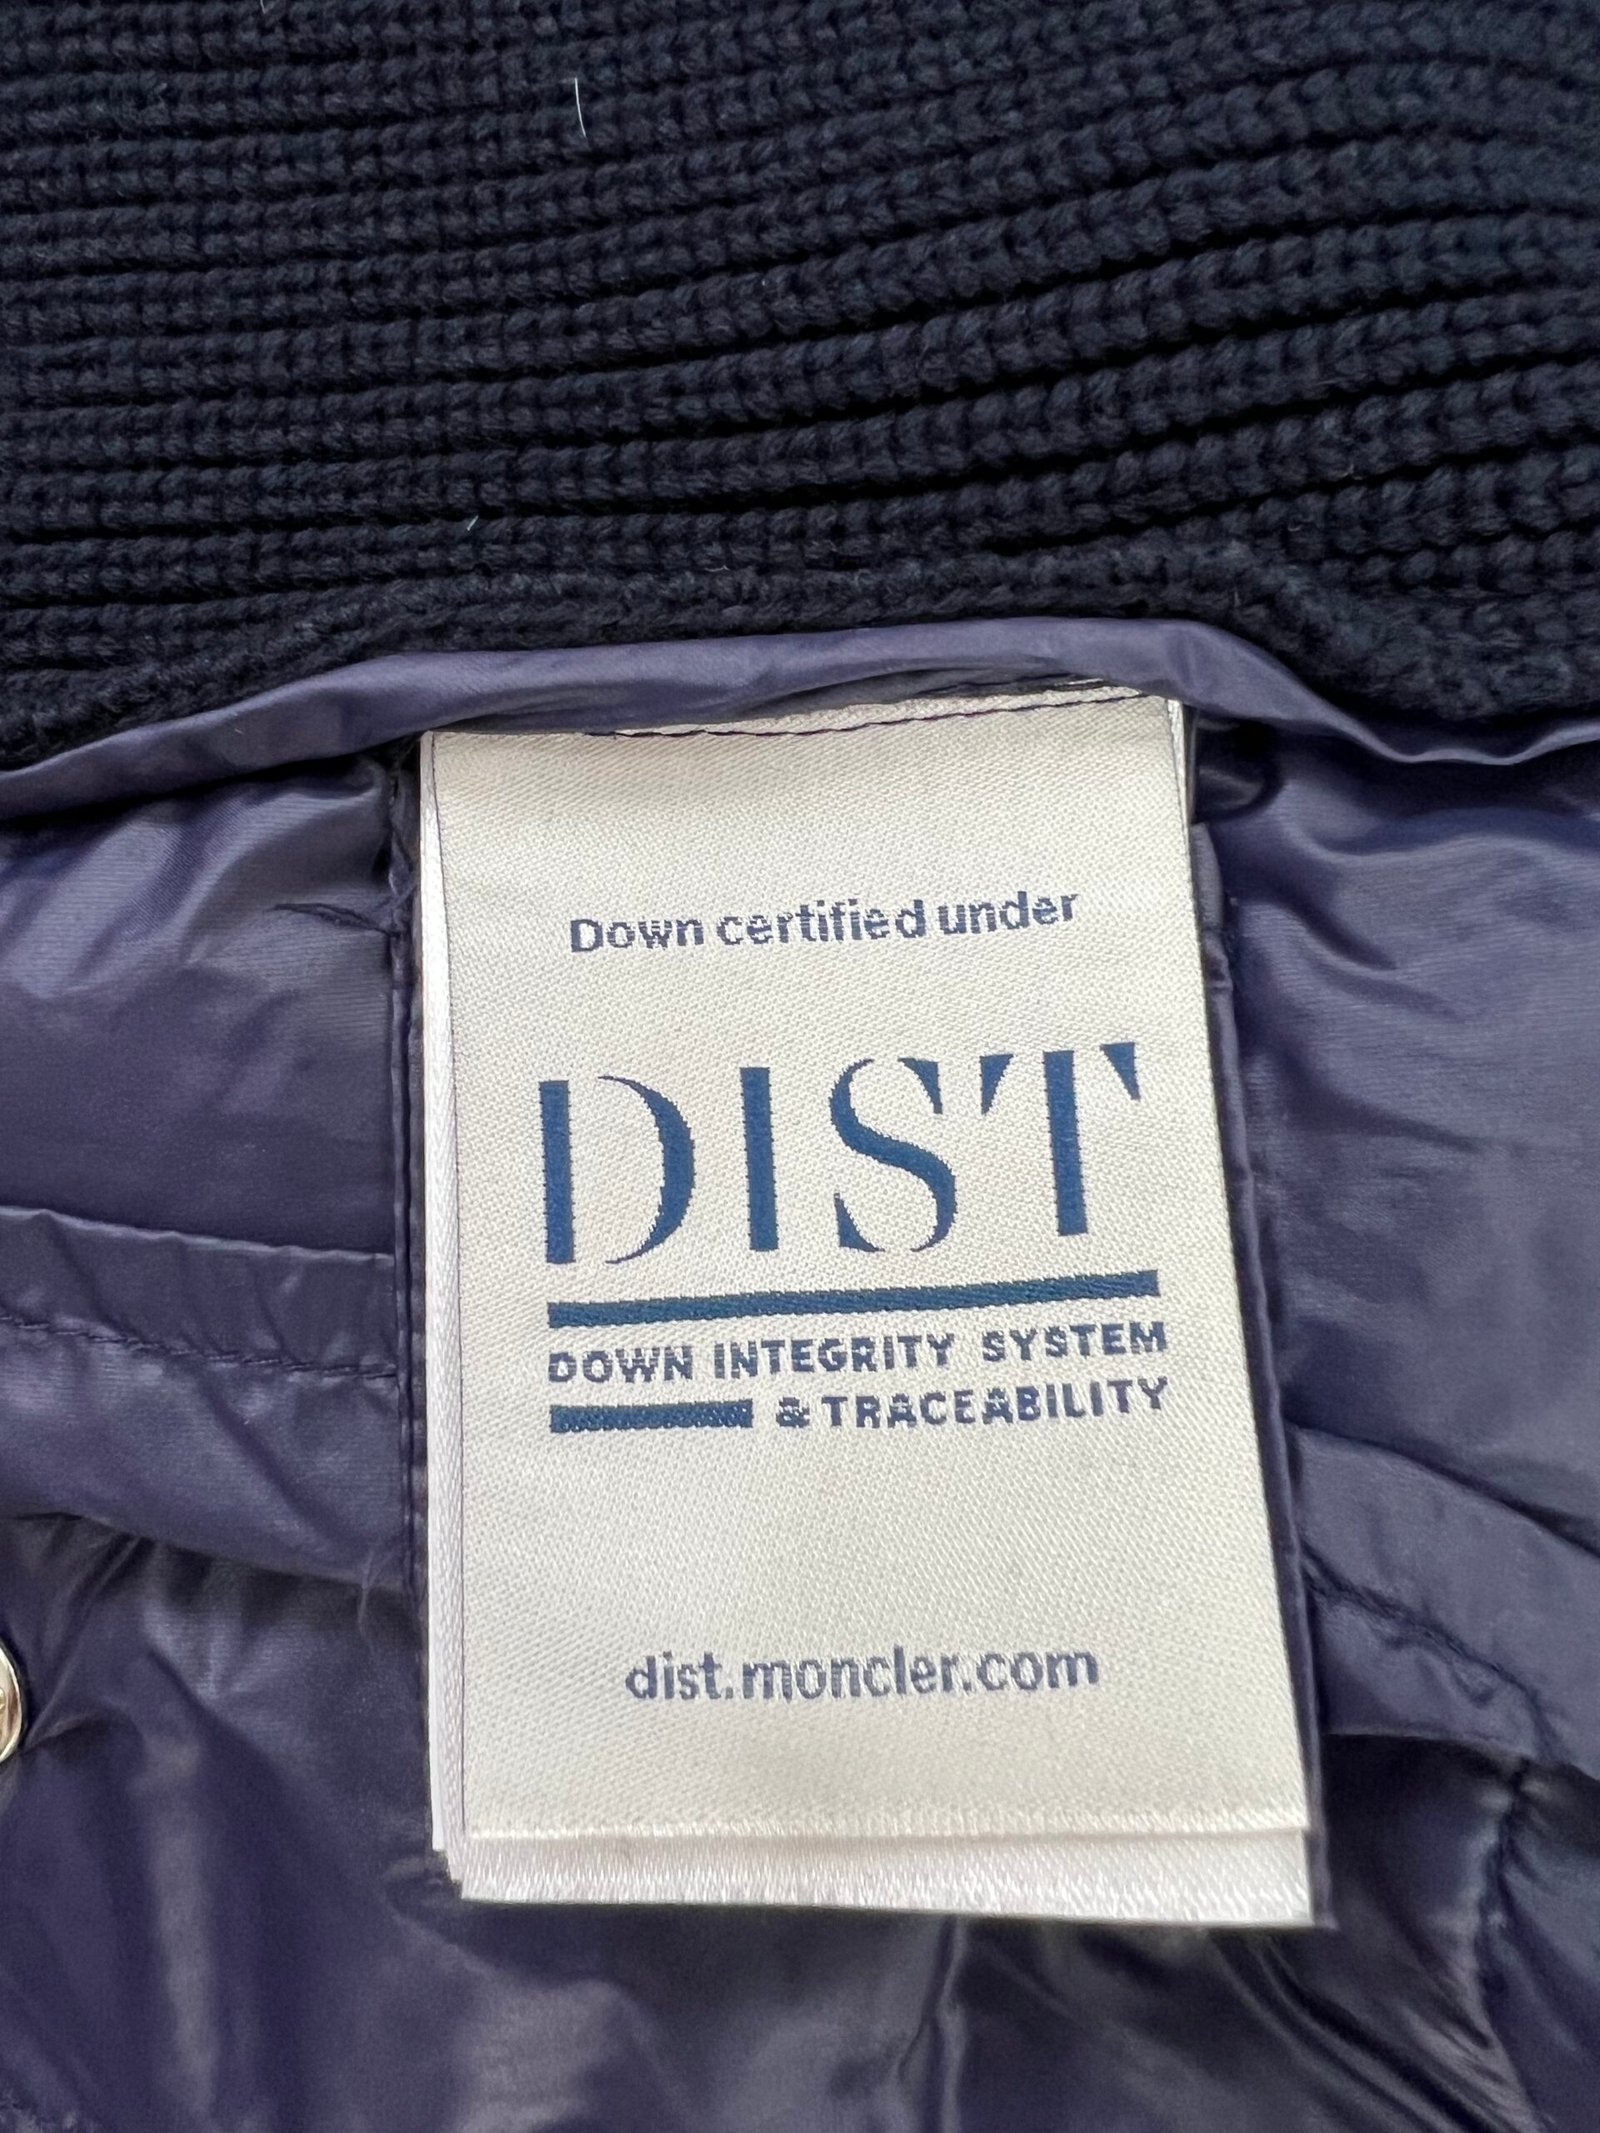 Down certified under
DIST
DOWN INTEGRITY SYSTEM
& TRACEABILITY
dist.moncler.com